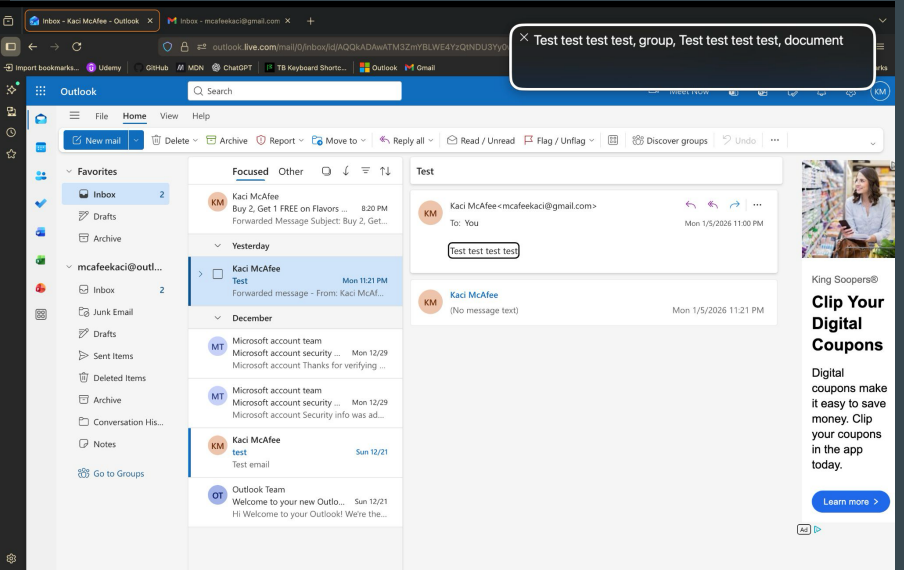 Inbox - Kaci McAfee - Outlook
Inbox - mcafeekaci@gmail.com
Test test test test, group, Test test test test, document
outlook.live.com/mail/0/inbox/id/AQQkADAwATM3ZmYBLWE4YzQtNDU3Yy0
Import bookmarks...
Udemy
GitHub
MDN
ChatGPT
TB Keyboard Shortc...
Outlook
Gmail
Outlook
Search
KM
File
Home
View
Help
New mail
Delete
Archive
Report
Move to
Reply all
Read / Unread
Flag / Unflag
Discover groups
Undo
Favorites
Inbox 2
Drafts
Archive
mcafeekaci@outl...
Inbox 2
Junk Email
Drafts
Sent Items
Deleted Items
Archive
Conversation His...
Notes
Go to Groups
Focused
Other
KM
Kaci McAfee
Buy 2, Get 1 FREE on Flavors ... 8:20 PM
Forwarded Message Subject: Buy 2, Get...
Yesterday
Kaci McAfee
Test Mon 11:21 PM
Forwarded message - From: Kaci McAf...
December
MT
Microsoft account team
Microsoft account security ... Mon 12/29
Microsoft account Thanks for verifying ...
MT
Microsoft account team
Microsoft account security ... Mon 12/29
Microsoft account Security info was ad...
KM
Kaci McAfee
test Sun 12/21
Test email
OT
Outlook Team
Welcome to your new Outlo... Sun 12/21
Hi Welcome to your Outlook! We're the...
Test
KM
Kaci McAfee<mcafeekaci@gmail.com>
To: You
Mon 1/5/2026 11:00 PM
Test test test test
KM
Kaci McAfee
(No message text)
Mon 1/5/2026 11:21 PM
King Soopers®
Clip Your
Digital
Coupons
Digital
coupons make
it easy to save
money. Clip
your coupons
in the app
today.
Learn more
Ad